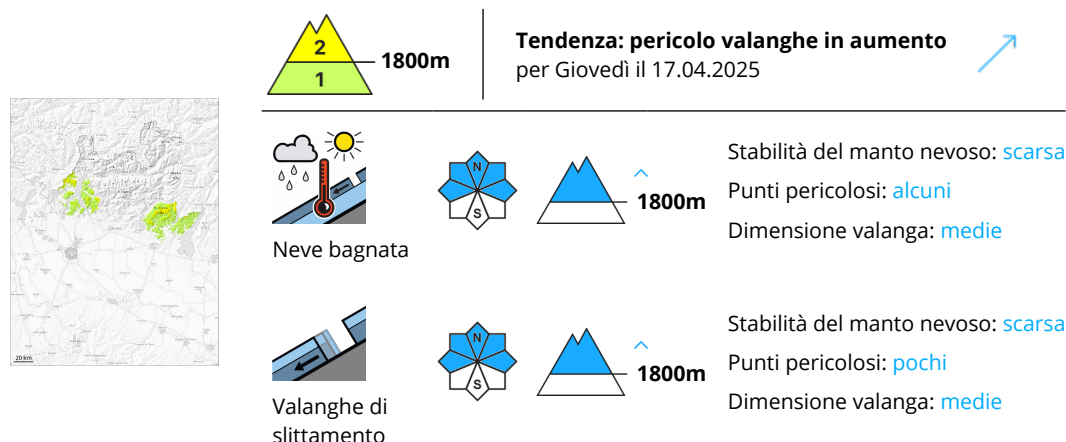 2
1
1800m
Tendenza: pericolo valanghe in aumento
per Giovedì il 17.04.2025
20 km
Neve bagnata
N
S
1800m
Stabilità del manto nevoso: scarsa
Punti pericolosi: alcuni
Dimensione valanga: medie
Valanghe di
slittamento
N
S
1800m
Stabilità del manto nevoso: scarsa
Punti pericolosi: pochi
Dimensione valanga: medie